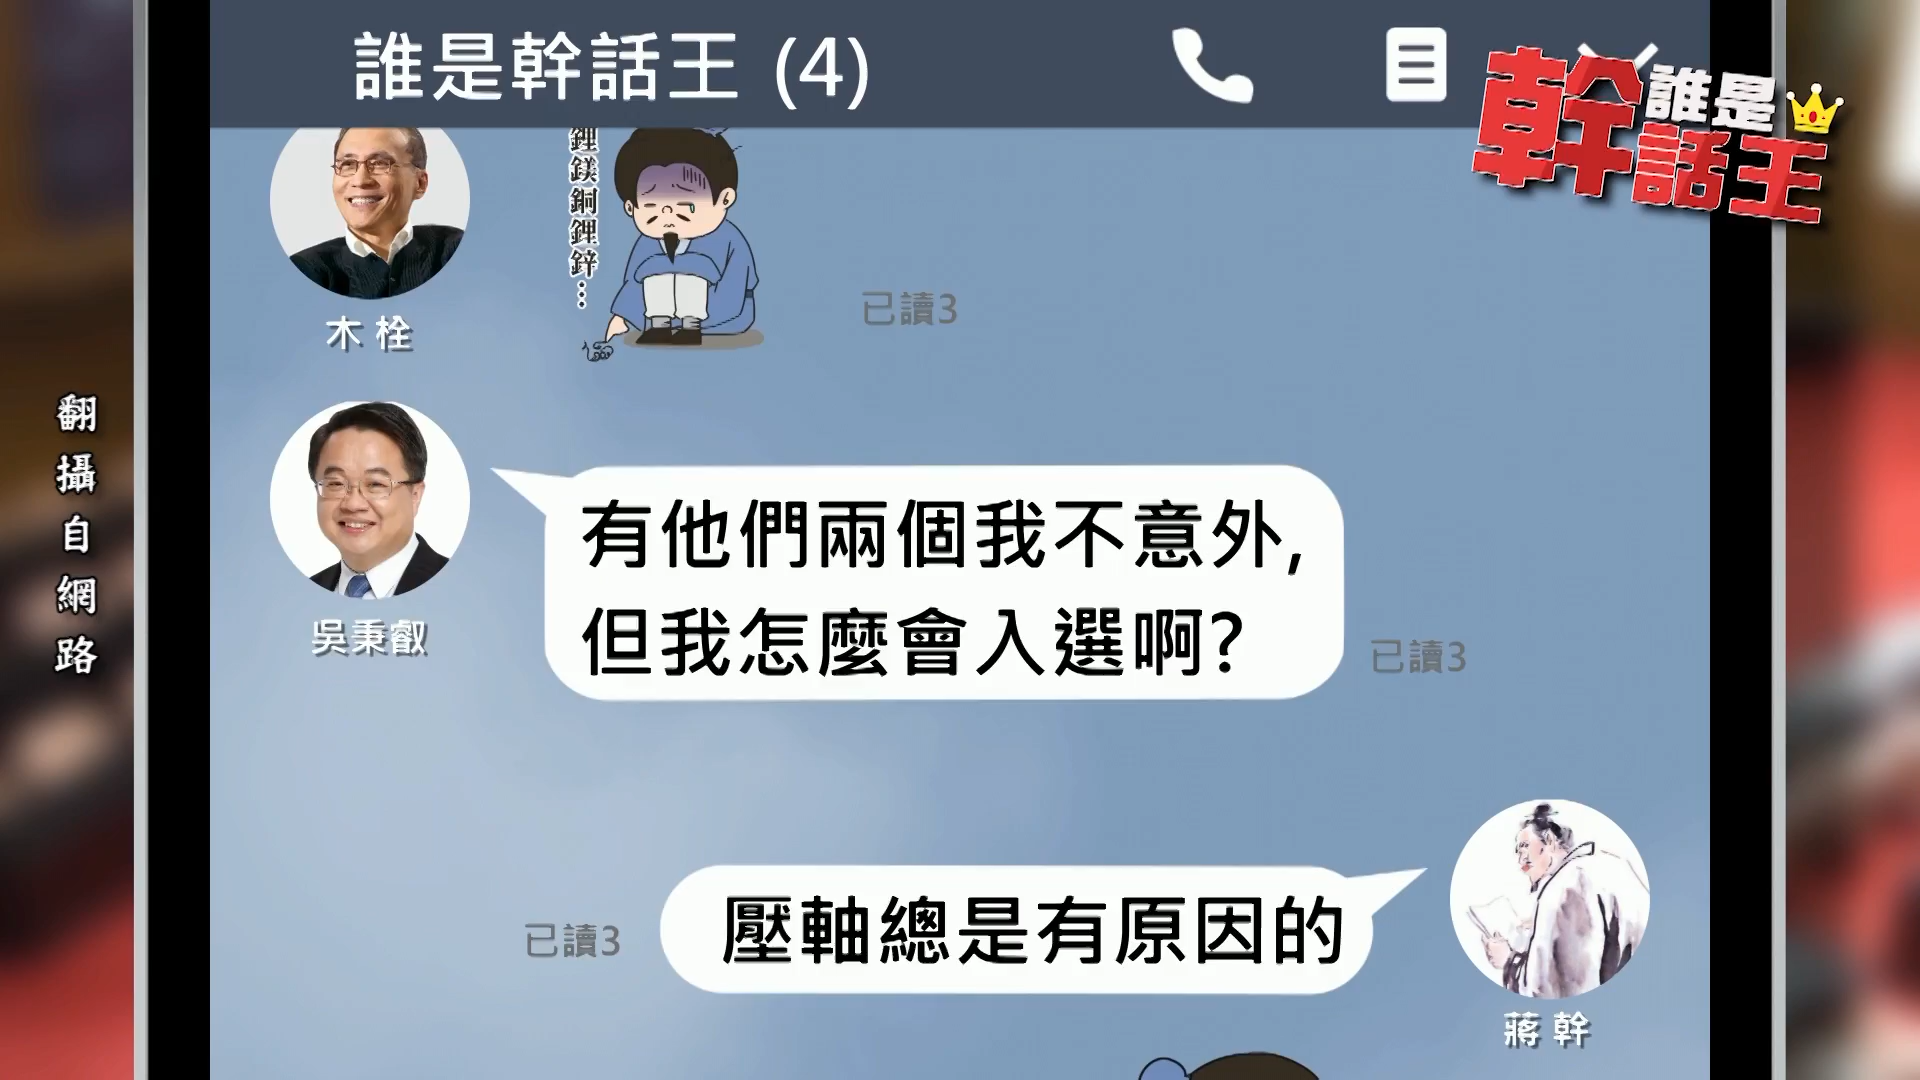 誰是幹話王 (4)
誰是
幹話王
鋰鎂銅鋰鋅…
已讀3
木栓
翻攝自網路
有他們兩個我不意外,
但我怎麼會入選啊?
已讀3
吳秉叡
壓軸總是有原因的
已讀3
蔣幹